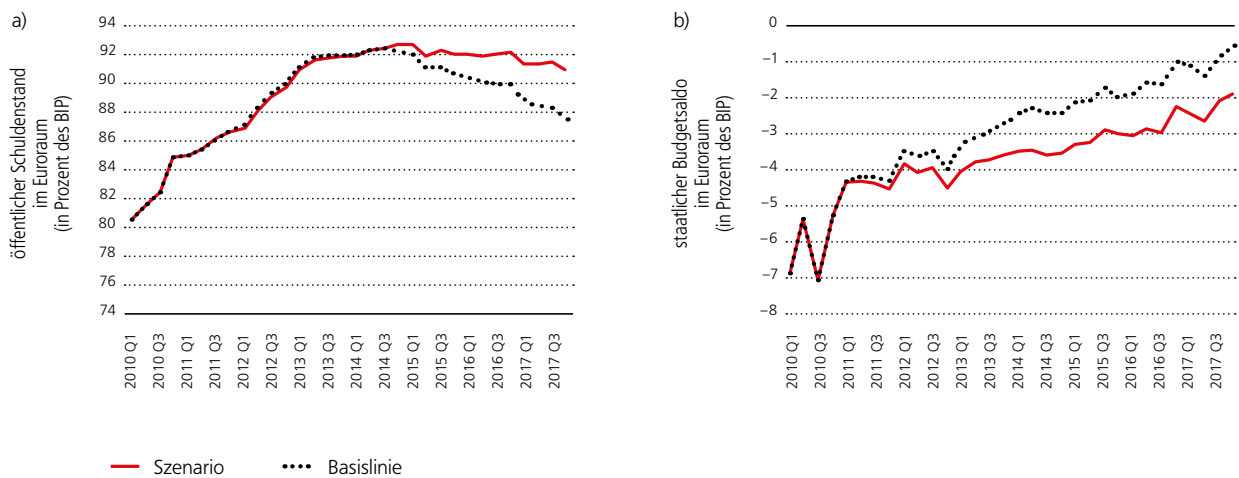 a)
öffentlicher Schuldenstand
im Euroraum
(in Prozent des BIP)
94
92
90
88
86
84
82
80
78
76
74
2010 Q1
2010 Q3
2011 Q1
2011 Q3
2012 Q1
2012 Q3
2013 Q1
2013 Q3
2014 Q1
2014 Q3
2015 Q1
2015 Q3
2016 Q1
2016 Q3
2017 Q1
2017 Q3
b)
staatlicher Budgetsaldo
im Euroraum
(in Prozent des BIP)
0
–1
–2
–3
–4
–5
–6
–7
–8
2010 Q1
2010 Q3
2011 Q1
2011 Q3
2012 Q1
2012 Q3
2013 Q1
2013 Q3
2014 Q1
2014 Q3
2015 Q1
2015 Q3
2016 Q1
2016 Q3
2017 Q1
2017 Q3
Szenario
Basislinie